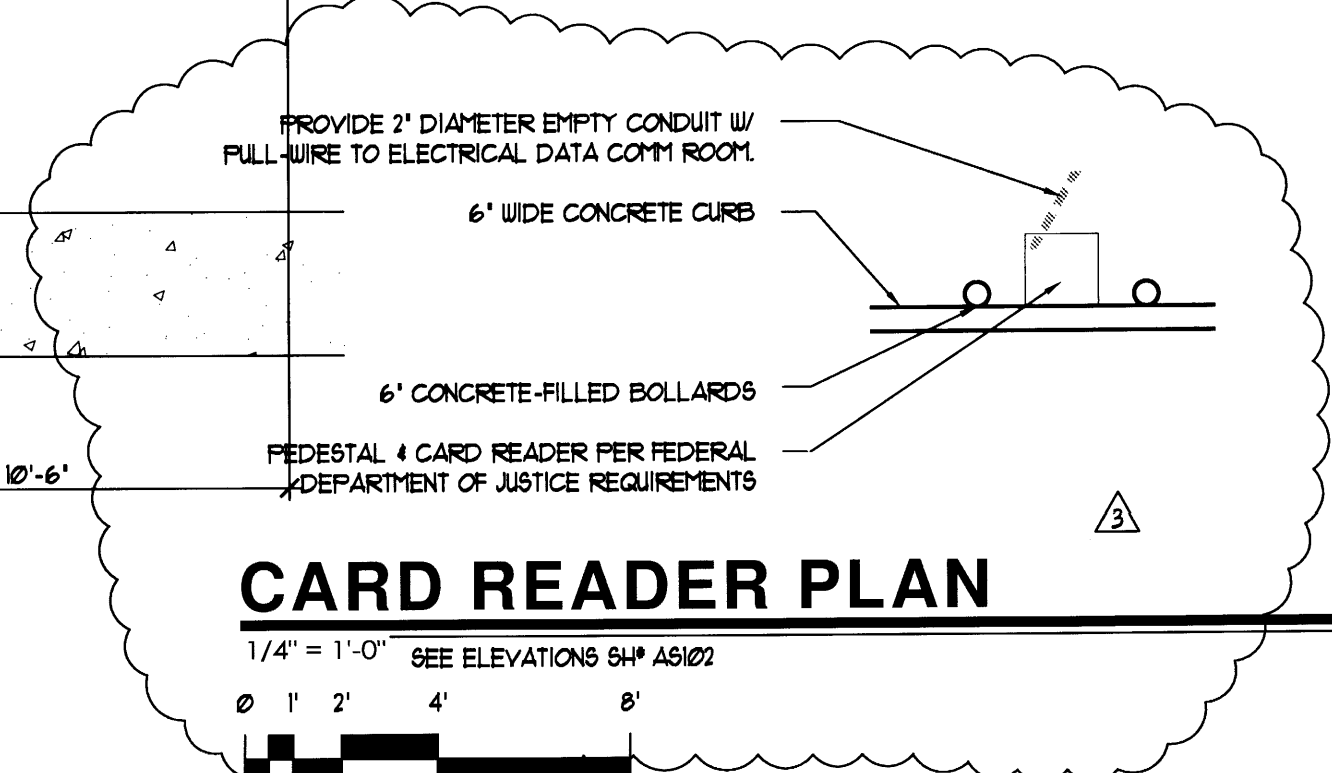 PROVIDE 2" DIAMETER EMPTY CONDUIT W/
PULL-WIRE TO ELECTRICAL DATA COMM ROOM.
6" WIDE CONCRETE CURB
6" CONCRETE-FILLED BOLLARDS
PEDESTAL & CARD READER PER FEDERAL
DEPARTMENT OF JUSTICE REQUIREMENTS
10'-6"
3
CARD READER PLAN
1/4" = 1'-0"
SEE ELEVATIONS SH# AS102
0 1' 2' 4' 8'